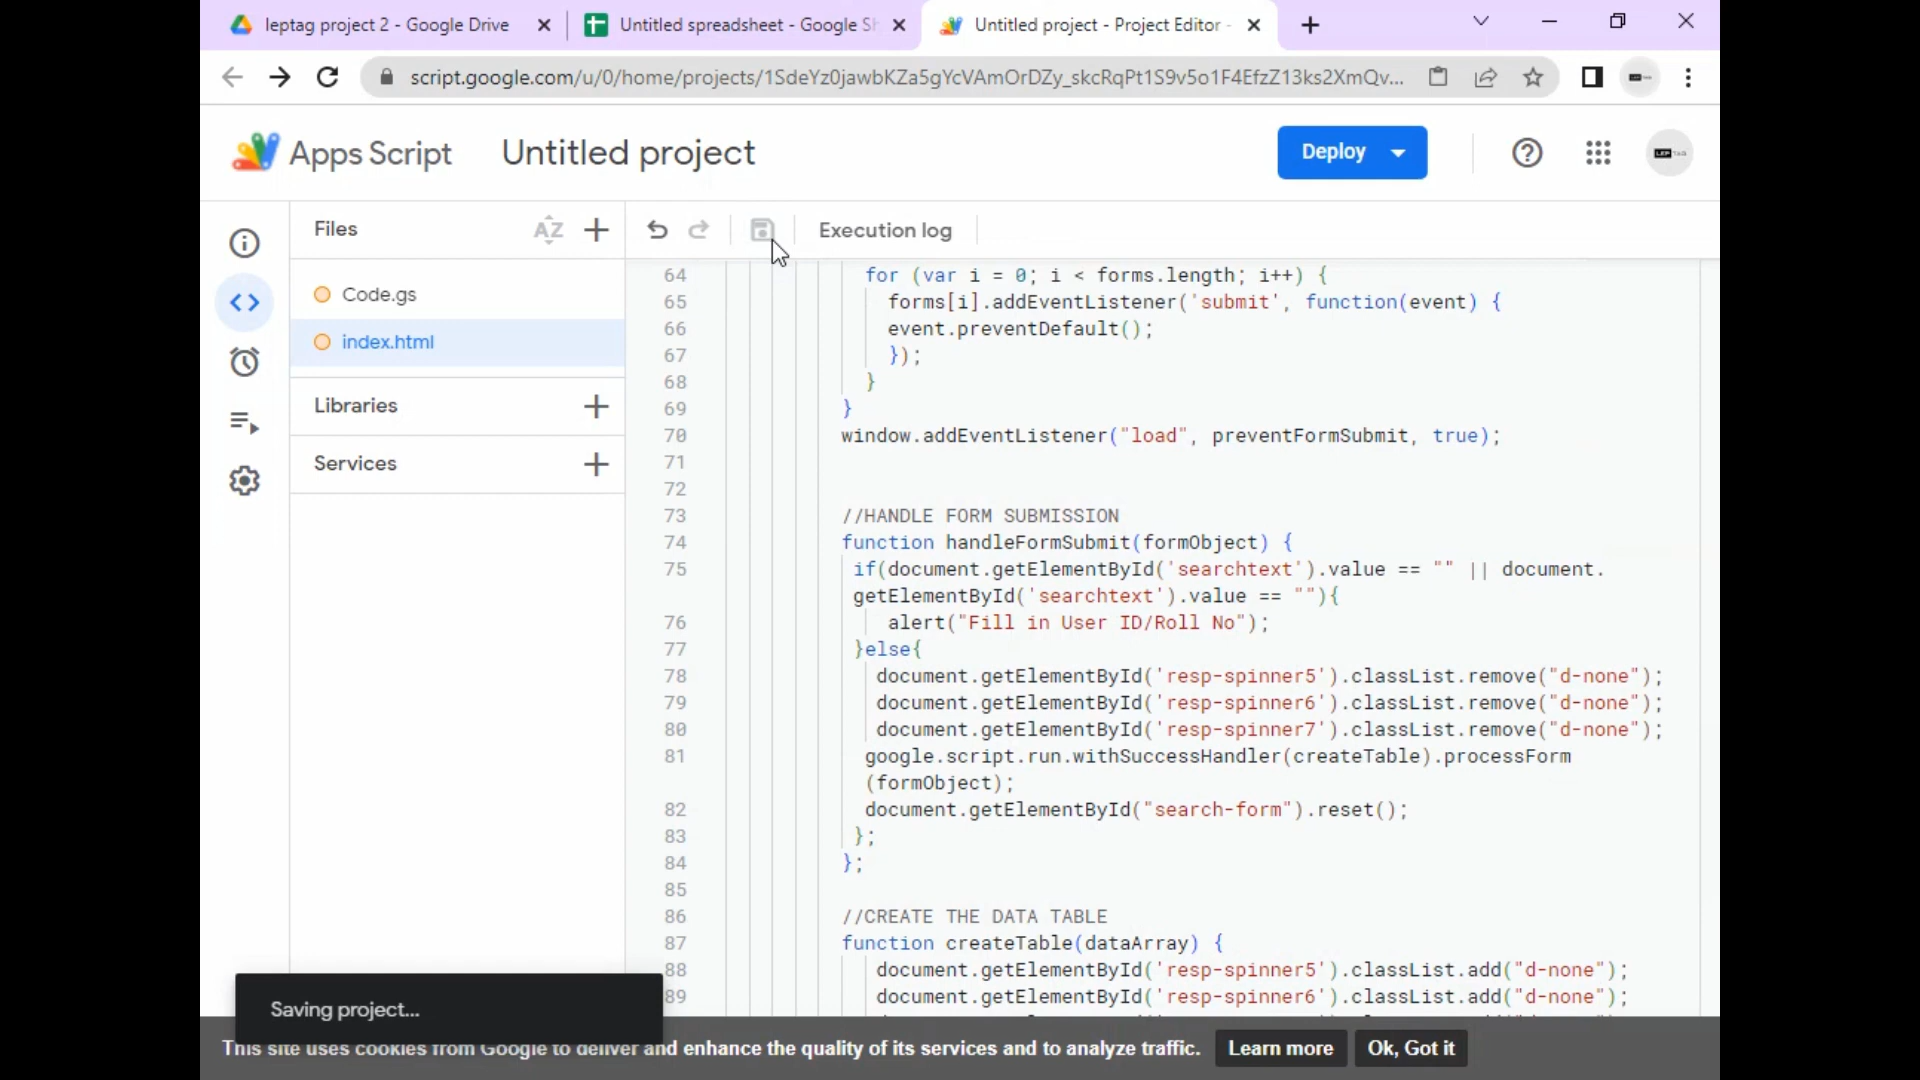 leptag project 2 - Google Drive
Untitled spreadsheet - Google Sh
Untitled project - Project Editor -
script.google.com/u/0/home/projects/1SdeYz0jawbKZa5gYcVAmOrDZy_skcRqPt1S9v5o1F4EfzZ13ks2XmQv...
Apps Script
Untitled project
Deploy
LEP TAG
Files
AZ
Execution log
Code.gs
index.html
Libraries
Services
64 for (var i = 0; i < forms.length; i++) {
65 forms[i].addEventListener('submit', function(event) {
66 event.preventDefault();
67 });
68 }
69 }
70 window.addEventListener("load", preventFormSubmit, true);
71
72
73 //HANDLE FORM SUBMISSION
74 function handleFormSubmit(formObject) {
75 if(document.getElementById('searchtext').value == "" || document.
getElementById('searchtext').value == ""){
76 alert("Fill in User ID/Roll No");
77 }else{
78 document.getElementById('resp-spinner5').classList.remove("d-none");
79 document.getElementById('resp-spinner6').classList.remove("d-none");
80 document.getElementById('resp-spinner7').classList.remove("d-none");
81 google.script.run.withSuccessHandler(createTable).processForm
(formObject);
82 document.getElementById("search-form").reset();
83 };
84 };
85
86 //CREATE THE DATA TABLE
87 function createTable(dataArray) {
88 document.getElementById('resp-spinner5').classList.add("d-none");
89 document.getElementById('resp-spinner6').classList.add("d-none");
Saving project...
This site uses cookies from Google to deliver and enhance the quality of its services and to analyze traffic.
Learn more
Ok, Got it